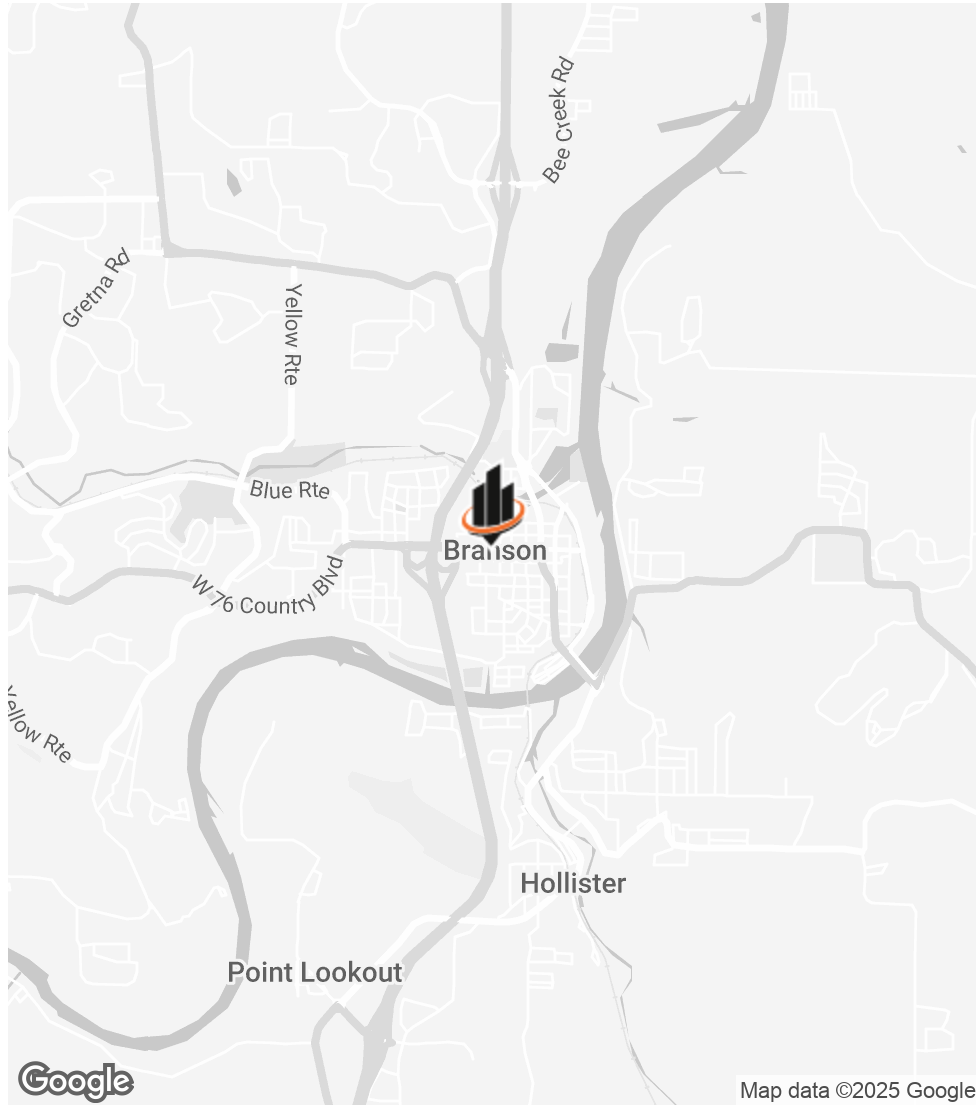 Bee Creek Rd
Gretna Rd
Yellow Rte
Blue Rte
Branson
W 76 Country Blvd
Yellow Rte
Hollister
Point Lookout
Google
Map data ©2025 Google